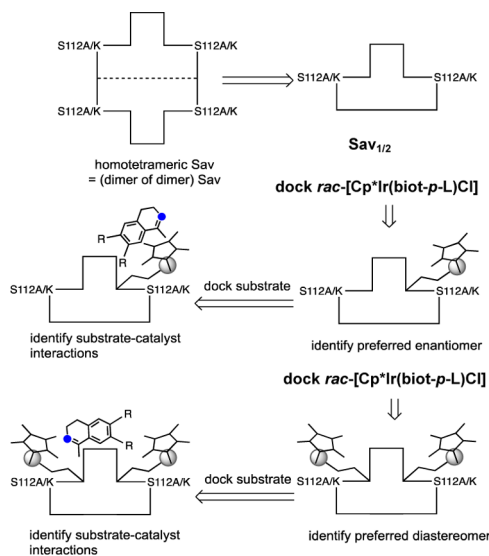 S112A/K S112A/K
S112A/K S112A/K
homotetrameric Sav
= (dimer of dimer) Sav
S112A/K S112A/K
Sav1/2
dock rac-[Cp*Ir(biot-p-L)Cl]
R
R
S112A/K S112A/K
dock substrate
S112A/K S112A/K
identify substrate-catalyst
interactions
identify preferred enantiomer
dock rac-[Cp*Ir(biot-p-L)Cl]
R
R
S112A/K S112A/K
dock substrate
S112A/K S112A/K
identify substrate-catalyst
interactions
identify preferred diastereomer